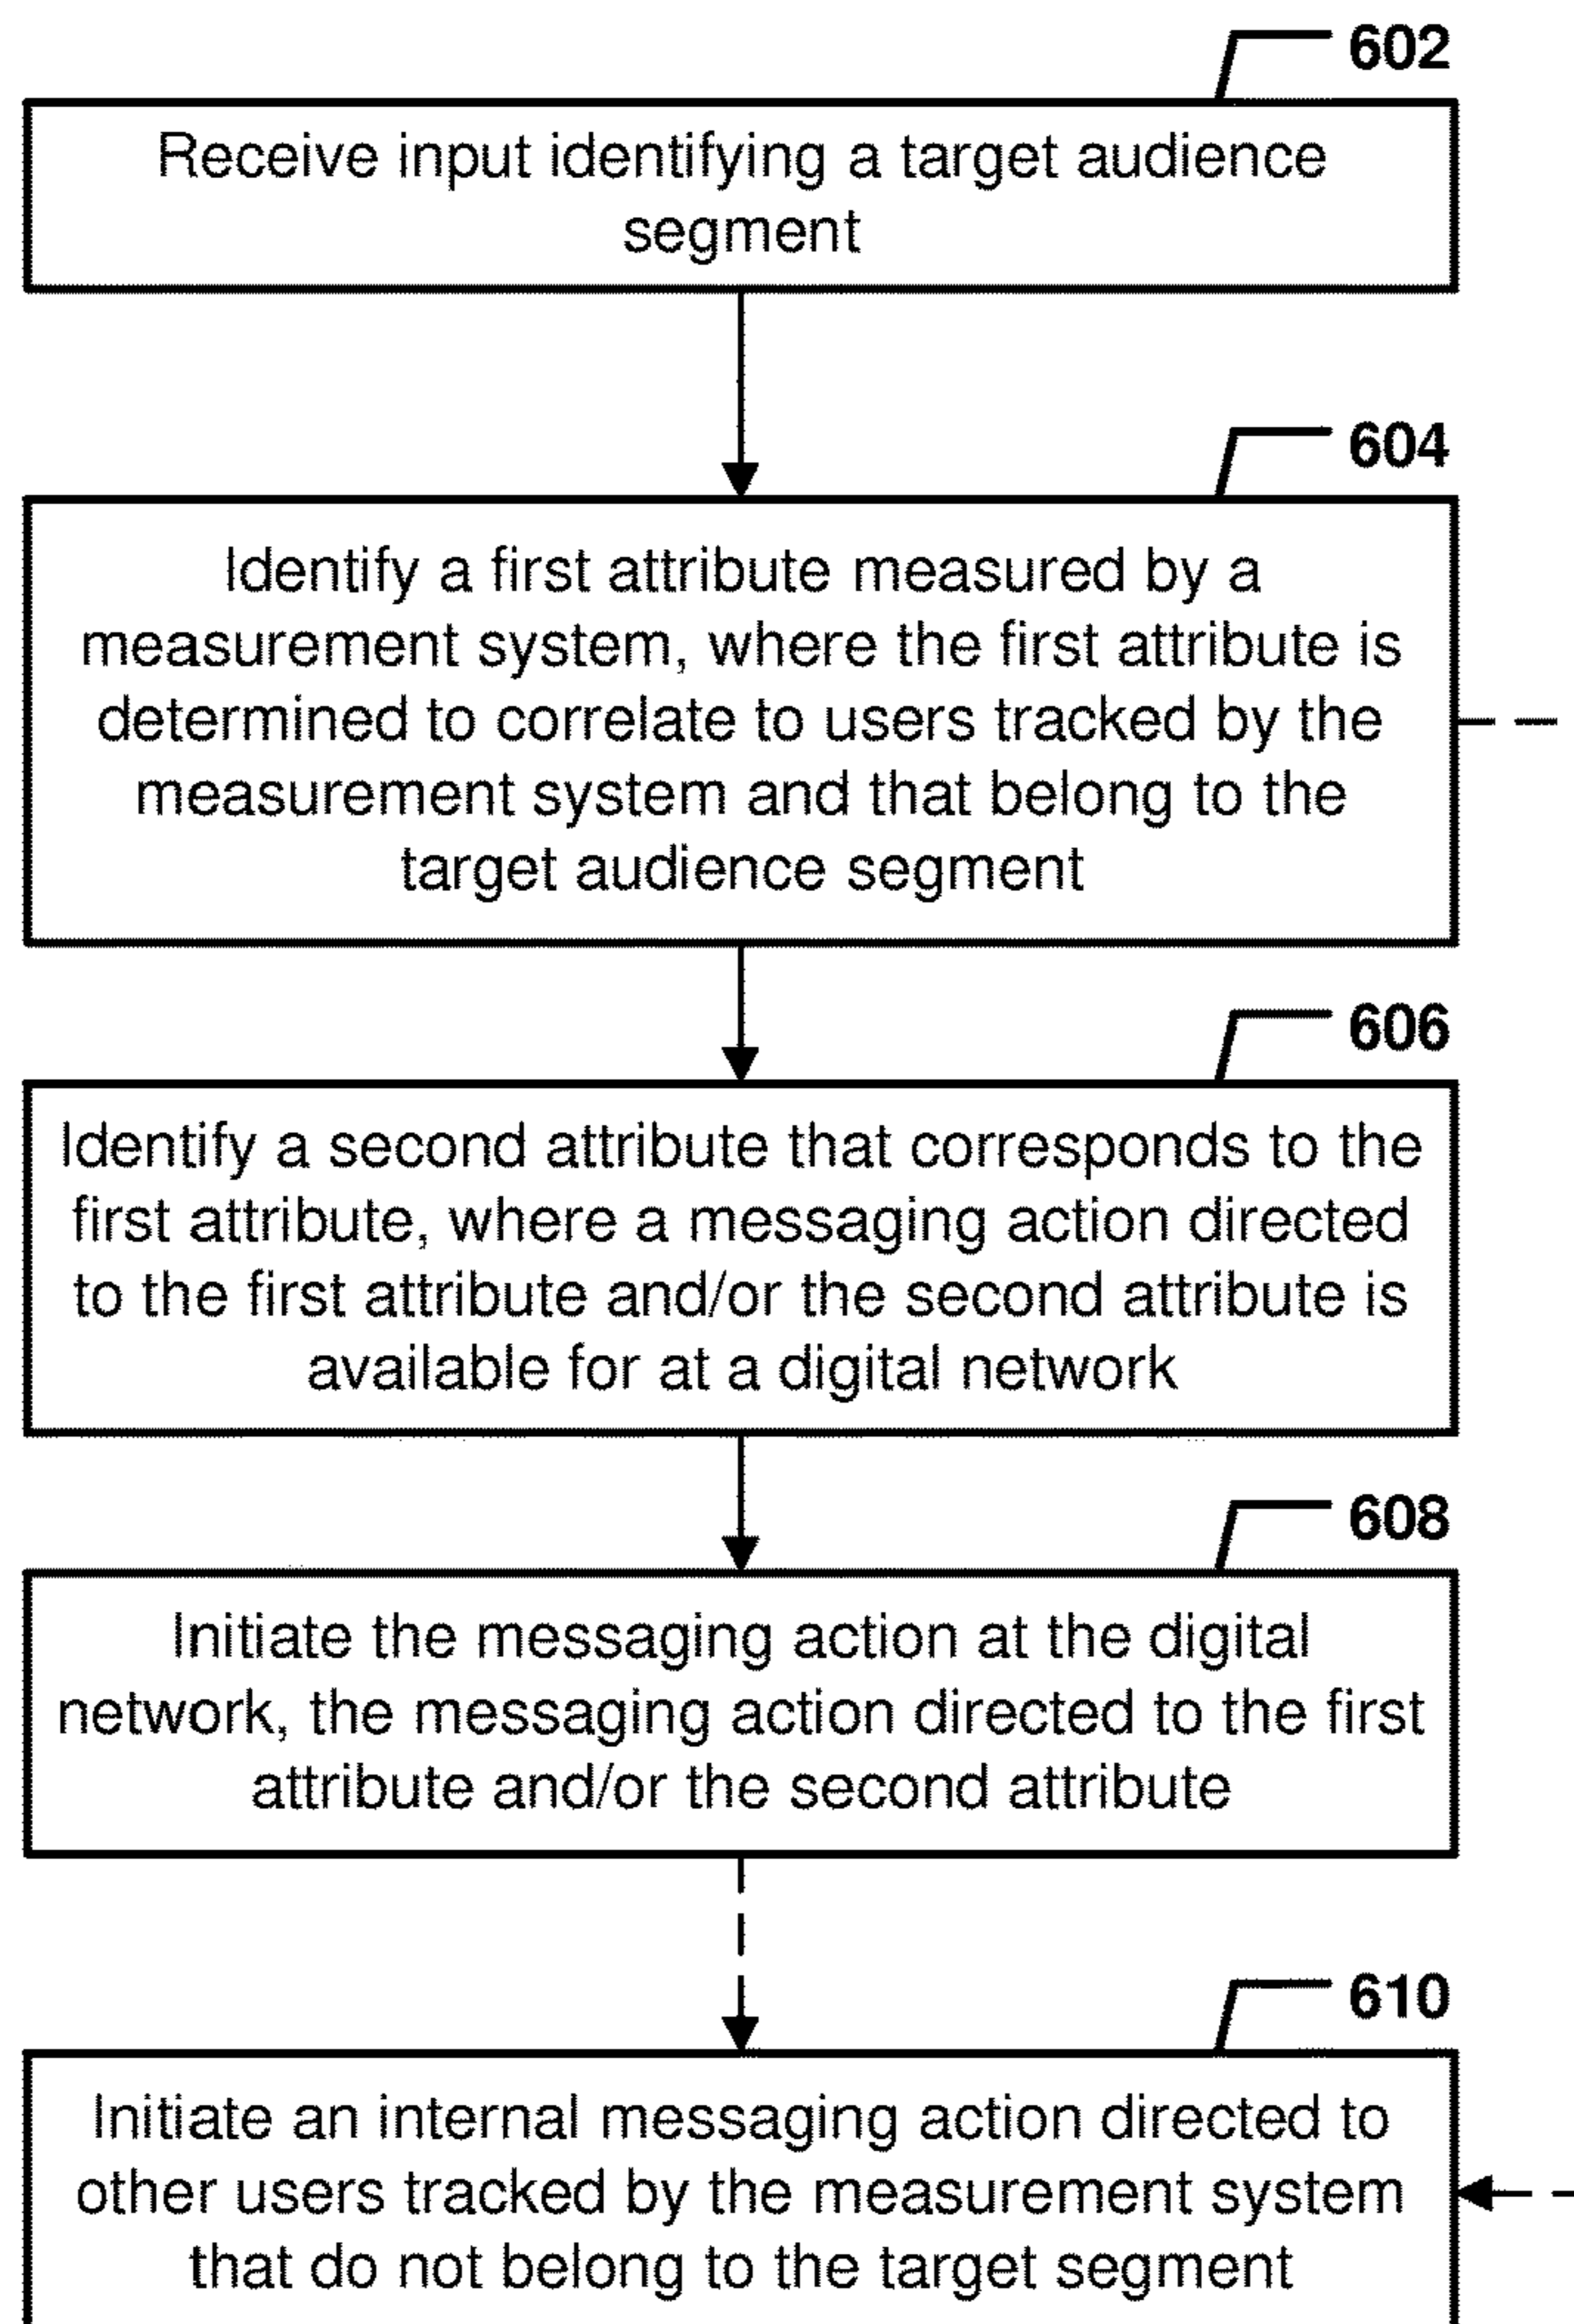 602
Receive input identifying a target audience
segment
604
Identify a first attribute measured by a
measurement system, where the first attribute is
determined to correlate to users tracked by the
measurement system and that belong to the
target audience segment
606
Identify a second attribute that corresponds to the
first attribute, where a messaging action directed
to the first attribute and/or the second attribute is
available for at a digital network
608
Initiate the messaging action at the digital
network, the messaging action directed to the first
attribute and/or the second attribute
610
Initiate an internal messaging action directed to
other users tracked by the measurement system
that do not belong to the target segment